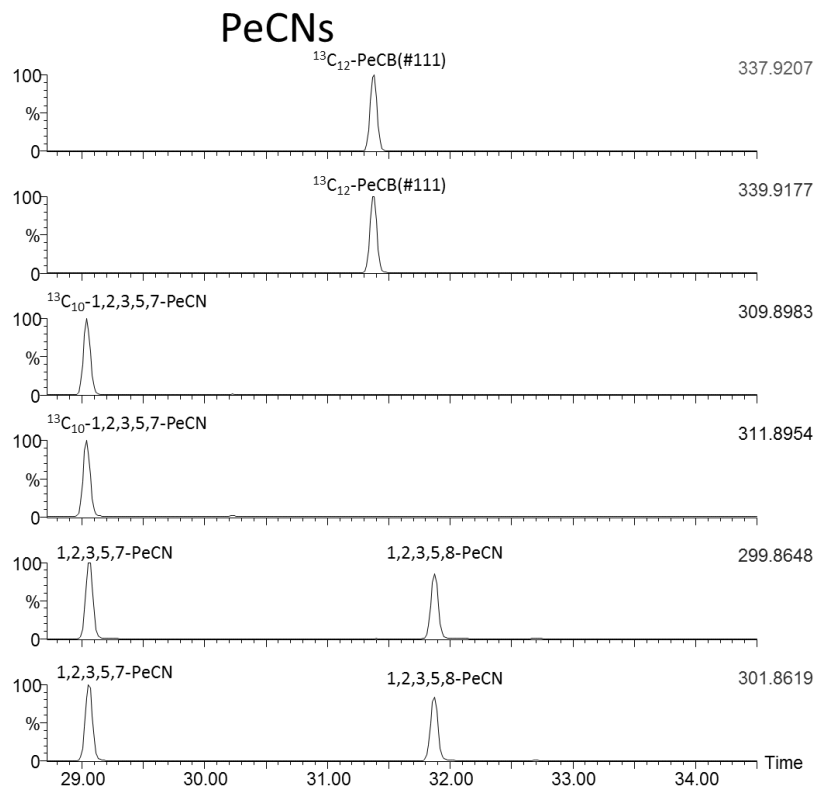 PeCNs
¹³C₁₂-PeCB(#111)
337.9207
100
%
0
¹³C₁₂-PeCB(#111)
339.9177
100
%
0
¹³C₁₀-1,2,3,5,7-PeCN
309.8983
100
%
0
¹³C₁₀-1,2,3,5,7-PeCN
311.8954
100
%
0
1,2,3,5,7-PeCN 1,2,3,5,8-PeCN
299.8648
100
%
0
1,2,3,5,7-PeCN 1,2,3,5,8-PeCN
301.8619
100
%
0
Time
29.00 30.00 31.00 32.00 33.00 34.00